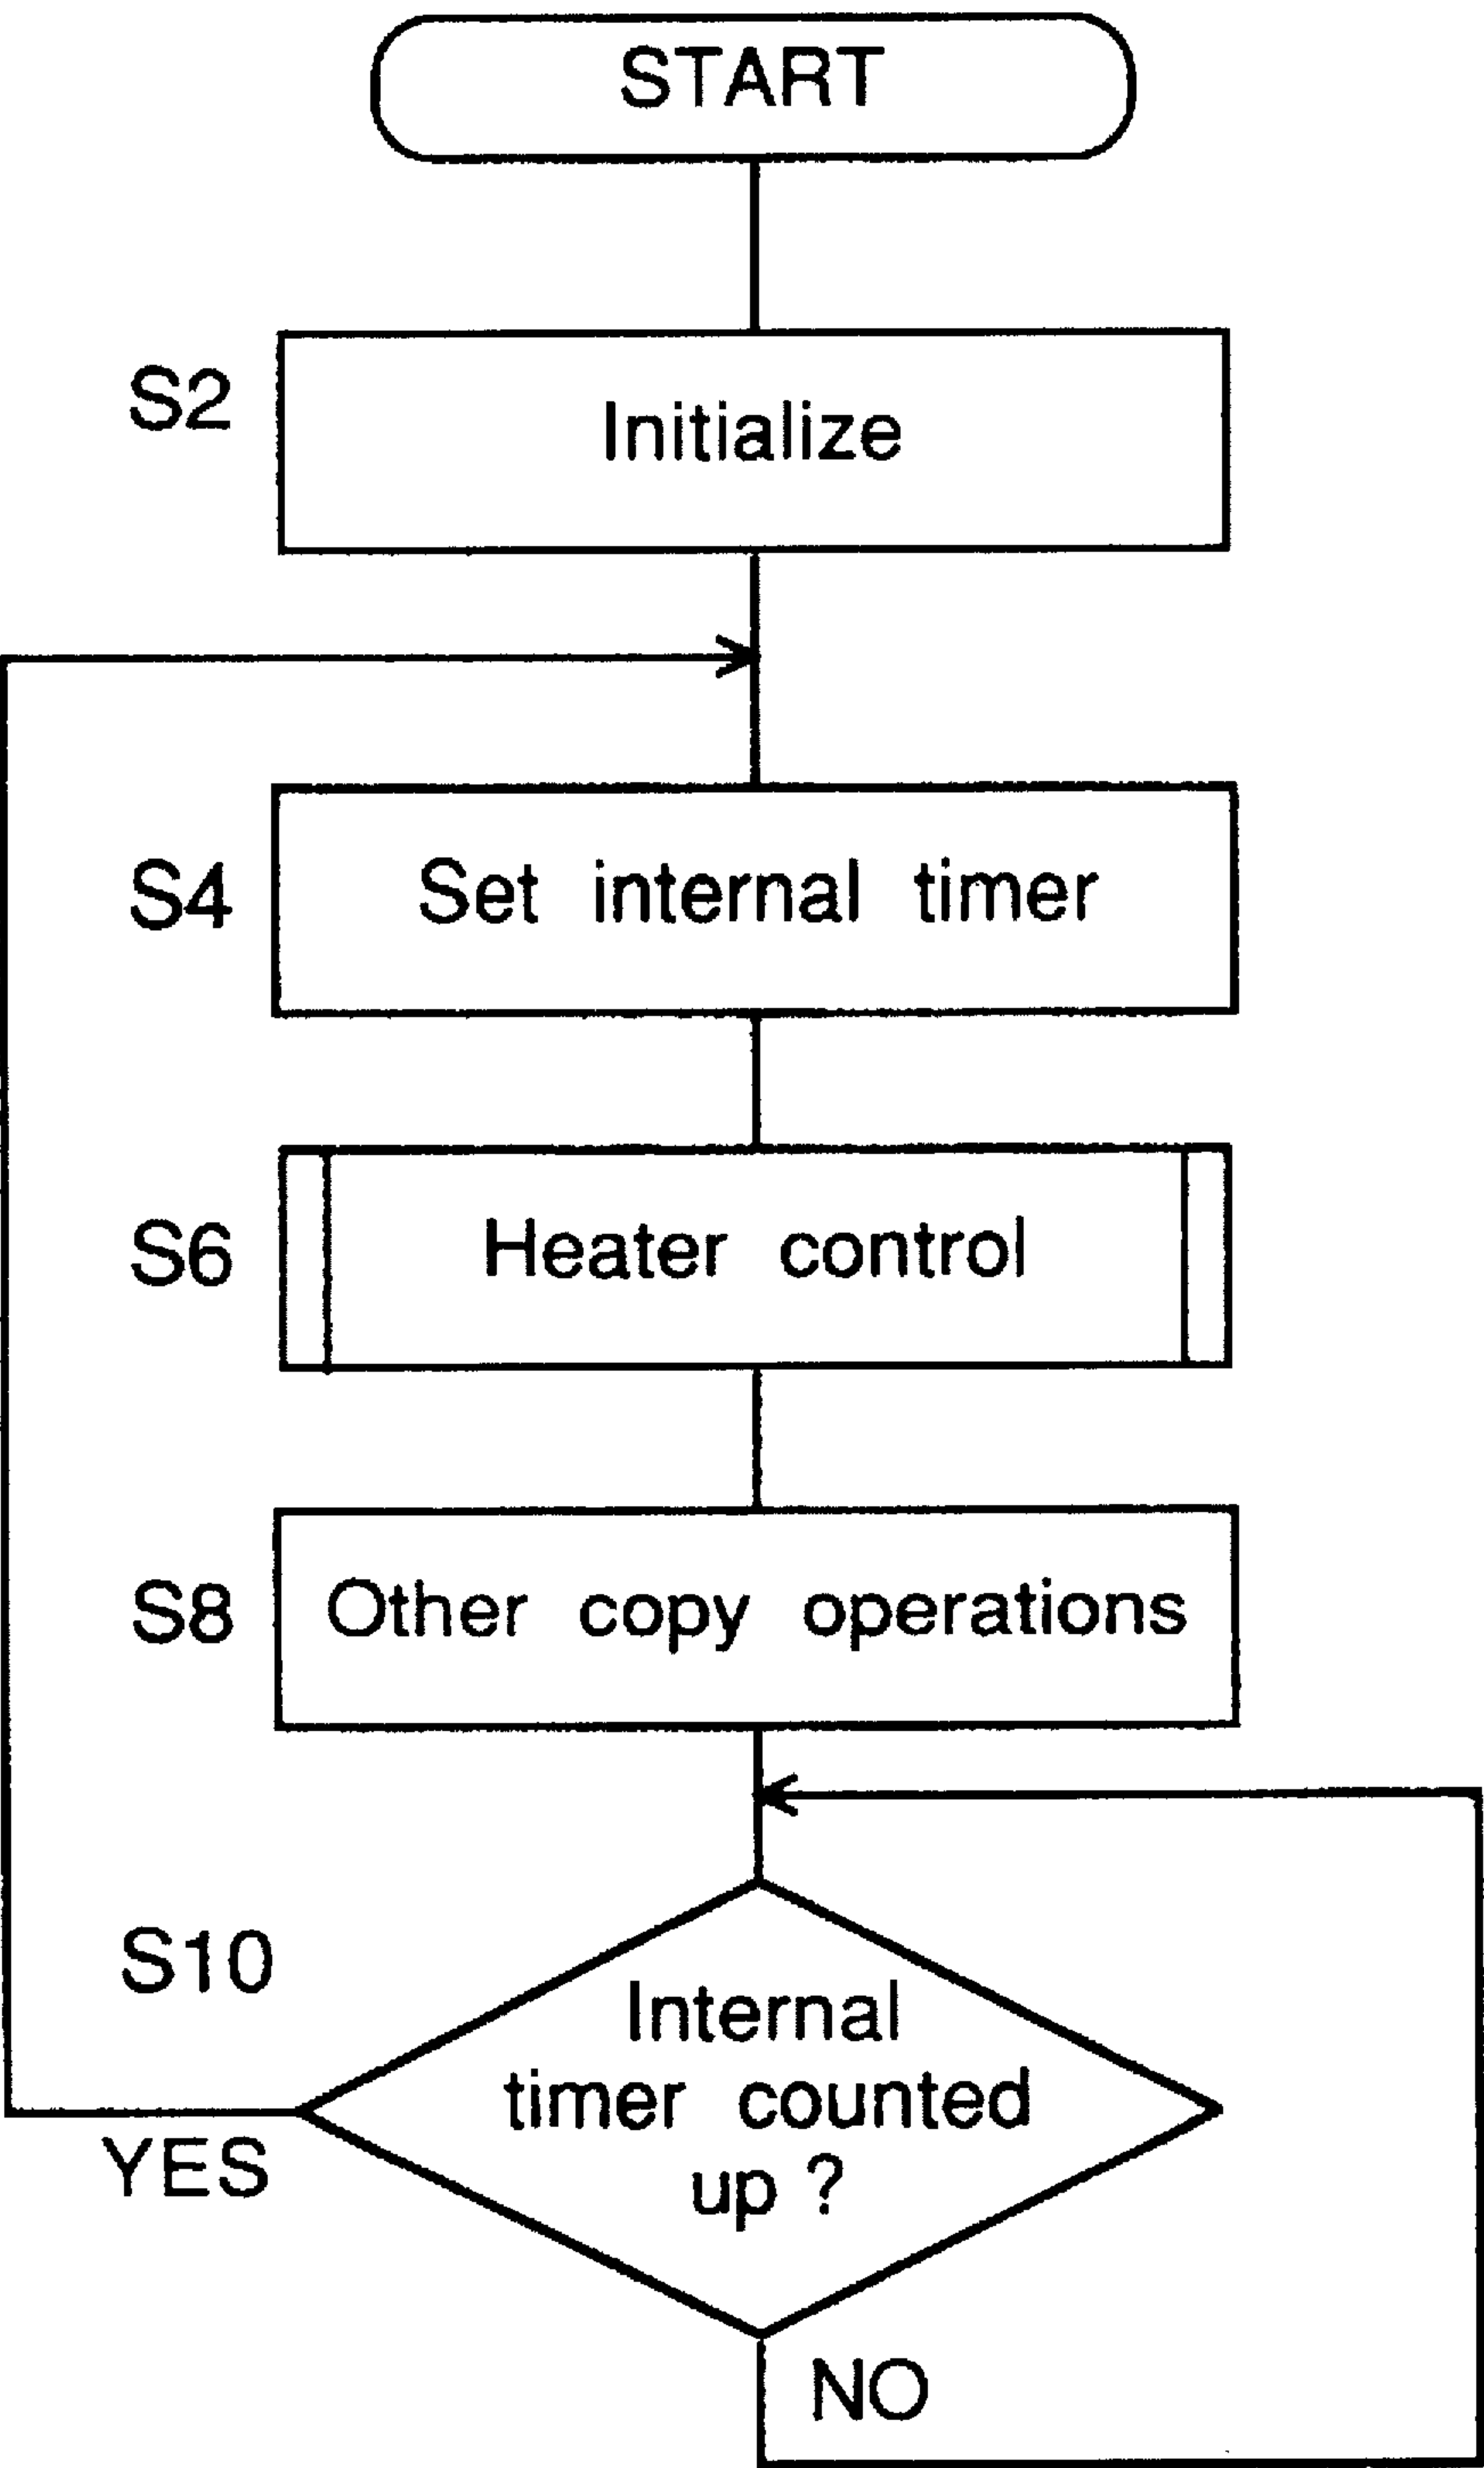 START
S2
Initialize
S4
Set internal timer
S6
Heater control
S8
Other copy operations
S10
Internal
timer counted
up ?
YES
NO